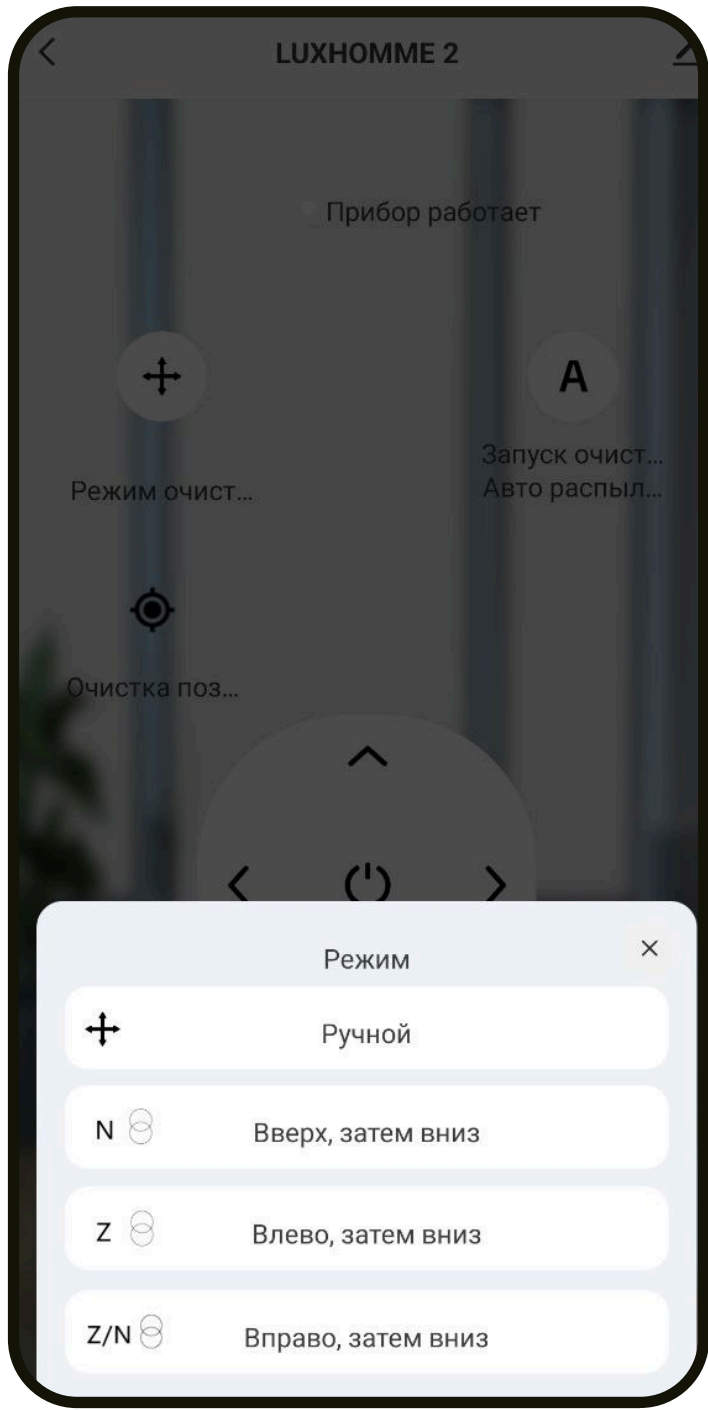 LUXHOMME 2
Прибор работает
A
Запуск очист...
Авто распыл...
Режим очист...
Очистка поз...
Режим
Ручной
N Вверх, затем вниз
Z Влево, затем вниз
Z/N Вправо, затем вниз